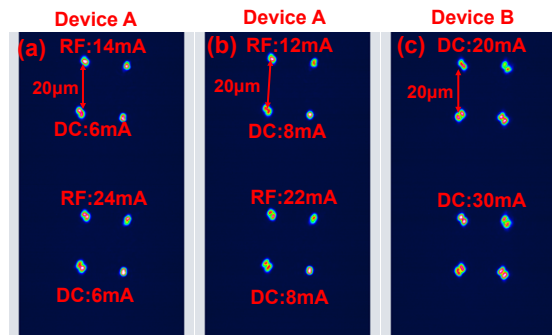 Device A
Device A
Device B
(a)
RF:14mA
20μm
DC:6mA
RF:24mA
DC:6mA
(b)
RF:12mA
20μm
DC:8mA
RF:22mA
DC:8mA
(c)
DC:20mA
20μm
DC:30mA